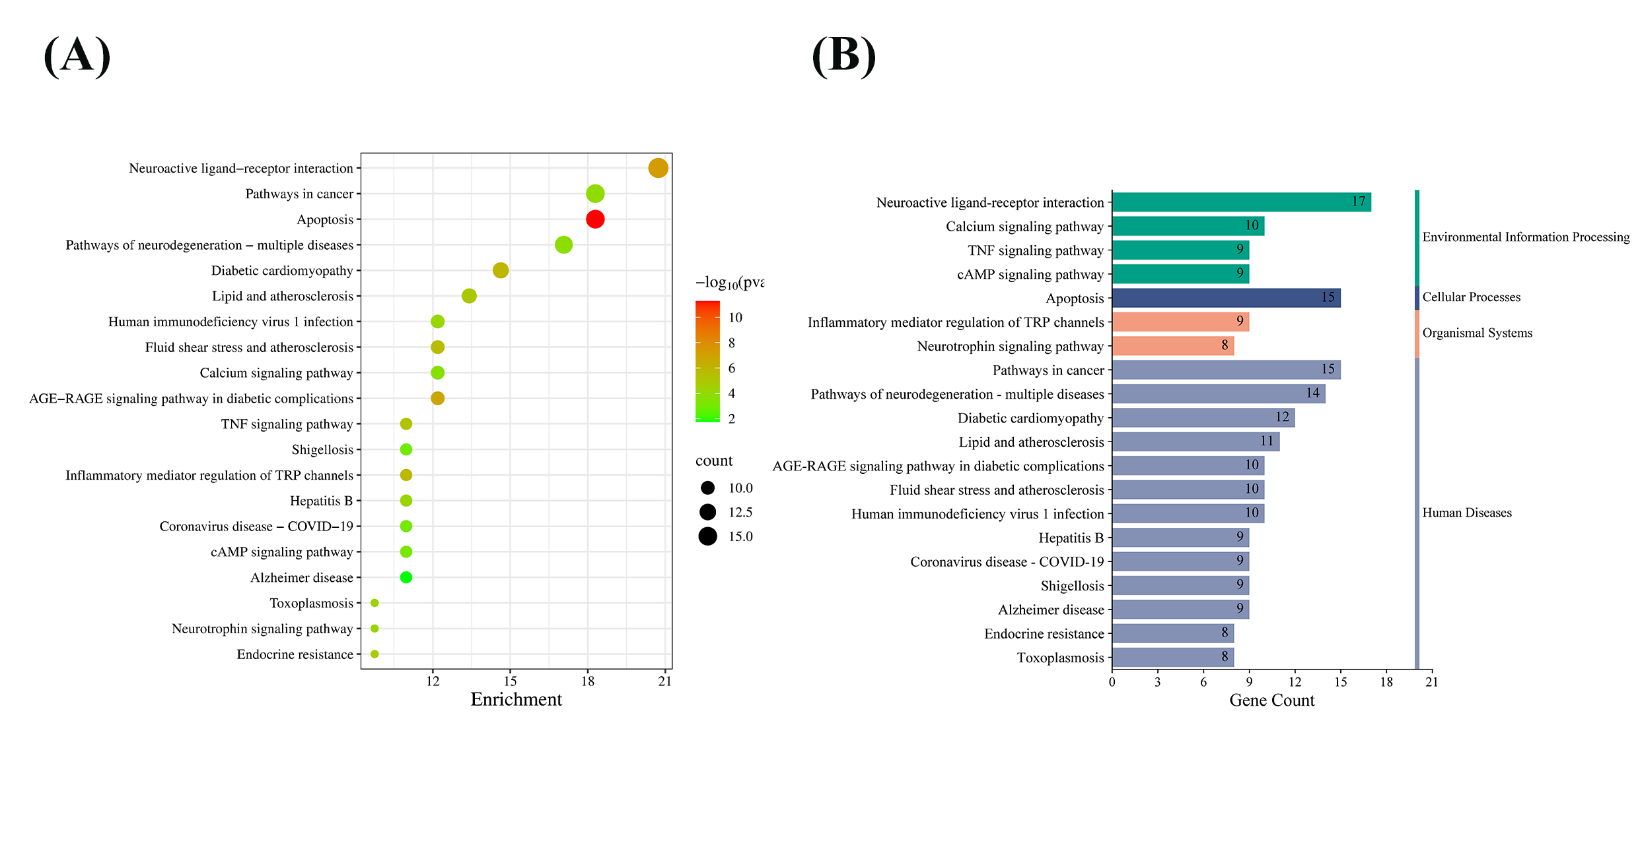 (A)
Neuroactive ligand−receptor interaction
Pathways in cancer
Apoptosis
Pathways of neurodegeneration − multiple diseases
Diabetic cardiomyopathy
Lipid and atherosclerosis
Human immunodeficiency virus 1 infection
Fluid shear stress and atherosclerosis
Calcium signaling pathway
AGE−RAGE signaling pathway in diabetic complications
TNF signaling pathway
Shigellosis
Inflammatory mediator regulation of TRP channels
Hepatitis B
Coronavirus disease − COVID−19
cAMP signaling pathway
Alzheimer disease
Toxoplasmosis
Neurotrophin signaling pathway
Endocrine resistance
12 15 18 21
Enrichment
−log10(pva
10
8
6
4
2
count
10.0
12.5
15.0
(B)
Neuroactive ligand-receptor interaction 17
Calcium signaling pathway 10
TNF signaling pathway 9
cAMP signaling pathway 9
Apoptosis 15
Inflammatory mediator regulation of TRP channels 9
Neurotrophin signaling pathway 8
Pathways in cancer 15
Pathways of neurodegeneration - multiple diseases 14
Diabetic cardiomyopathy 12
Lipid and atherosclerosis 11
AGE-RAGE signaling pathway in diabetic complications 10
Fluid shear stress and atherosclerosis 10
Human immunodeficiency virus 1 infection 10
Hepatitis B 9
Coronavirus disease - COVID-19 9
Shigellosis 9
Alzheimer disease 9
Endocrine resistance 8
Toxoplasmosis 8
0 3 6 9 12 15 18 21
Gene Count
Environmental Information Processing
Cellular Processes
Organismal Systems
Human Diseases